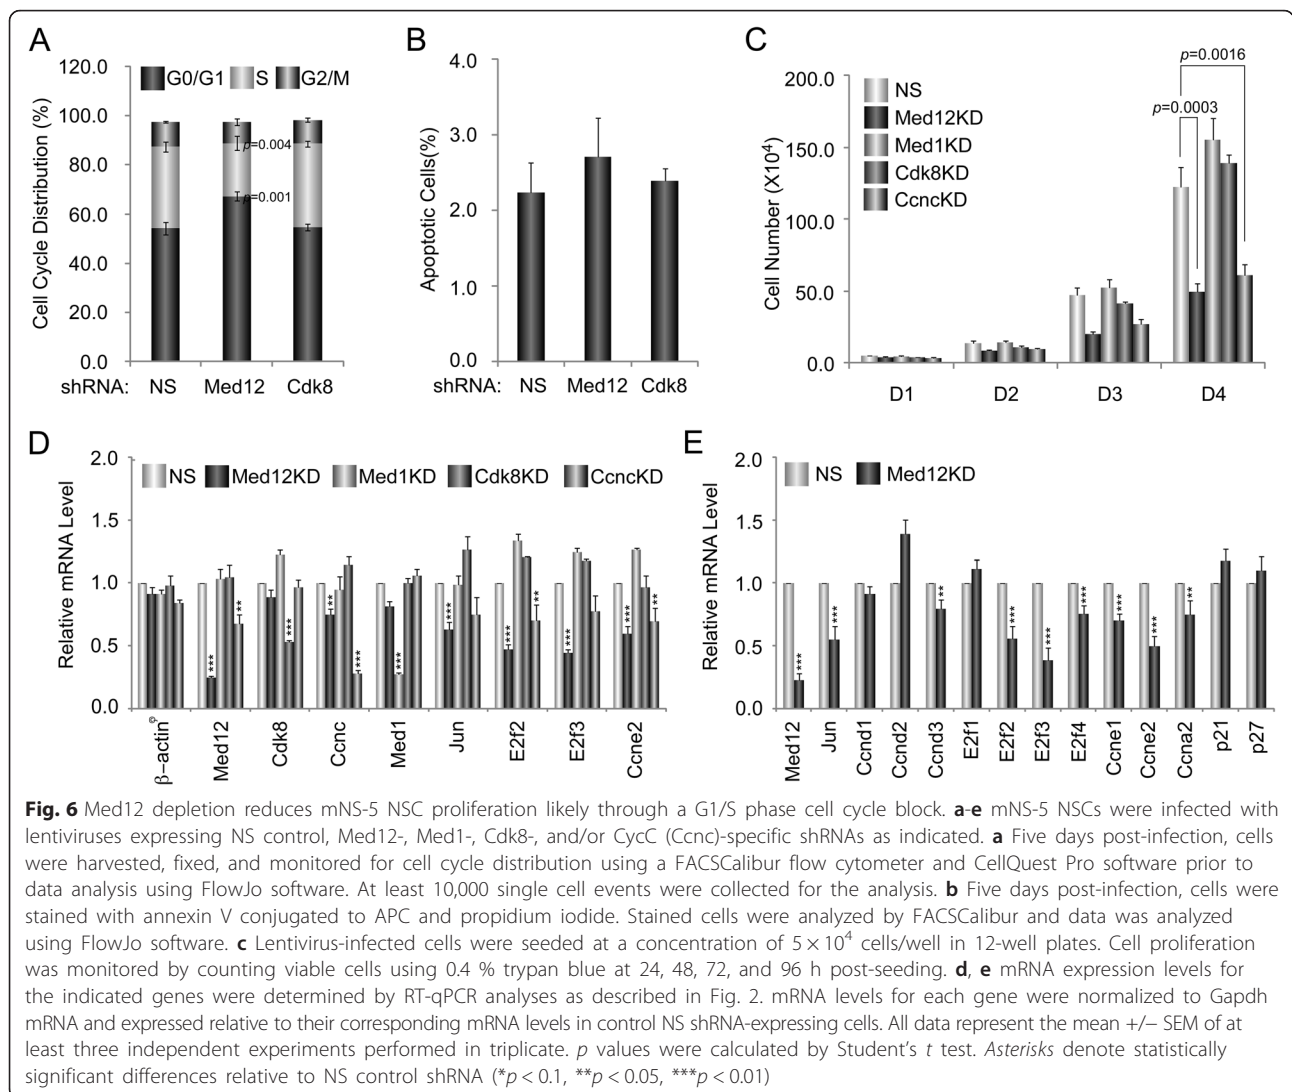 A
120.0
100.0
80.0
60.0
40.0
20.0
0.0
Cell Cycle Distribution (%)
G0/G1 S G2/M
p=0.004
p=0.001
shRNA: NS Med12 Cdk8
B
4.0
3.0
2.0
1.0
0.0
Apoptotic Cells(%)
shRNA: NS Med12 Cdk8
C
200.0
150.0
100.0
50.0
0.0
Cell Number (X10⁴)
NS
Med12KD
Med1KD
Cdk8KD
CcncKD
p=0.0016
p=0.0003
D1 D2 D3 D4
D
2.0
1.5
1.0
0.5
0.0
Relative mRNA Level
NS Med12KD Med1KD Cdk8KD CcncKD
*** ** *** ** *** *** *** *** ** *** *** **
β−actin Med12 Cdk8 Ccnc Med1 Jun E2f2 E2f3 Ccne2
E
2.0
1.5
1.0
0.5
0.0
Relative mRNA Level
NS Med12KD
*** *** ** *** *** *** *** *** **
Med12 Jun Ccnd1 Ccnd2 Ccnd3 E2f1 E2f2 E2f3 E2f4 Ccne1 Ccne2 Ccna2 p21 p27
Fig. 6 Med12 depletion reduces mNS-5 NSC proliferation likely through a G1/S phase cell cycle block. a-e mNS-5 NSCs were infected with
lentiviruses expressing NS control, Med12-, Med1-, Cdk8-, and/or CycC (Ccnc)-specific shRNAs as indicated. a Five days post-infection, cells
were harvested, fixed, and monitored for cell cycle distribution using a FACSCalibur flow cytometer and CellQuest Pro software prior to
data analysis using FlowJo software. At least 10,000 single cell events were collected for the analysis. b Five days post-infection, cells were
stained with annexin V conjugated to APC and propidium iodide. Stained cells were analyzed by FACSCalibur and data was analyzed
using FlowJo software. c Lentivirus-infected cells were seeded at a concentration of 5 × 10⁴ cells/well in 12-well plates. Cell proliferation
was monitored by counting viable cells using 0.4 % trypan blue at 24, 48, 72, and 96 h post-seeding. d, e mRNA expression levels for
the indicated genes were determined by RT-qPCR analyses as described in Fig. 2. mRNA levels for each gene were normalized to Gapdh
mRNA and expressed relative to their corresponding mRNA levels in control NS shRNA-expressing cells. All data represent the mean +/− SEM of at
least three independent experiments performed in triplicate. p values were calculated by Student's t test. Asterisks denote statistically
significant differences relative to NS control shRNA (*p < 0.1, **p < 0.05, ***p < 0.01)